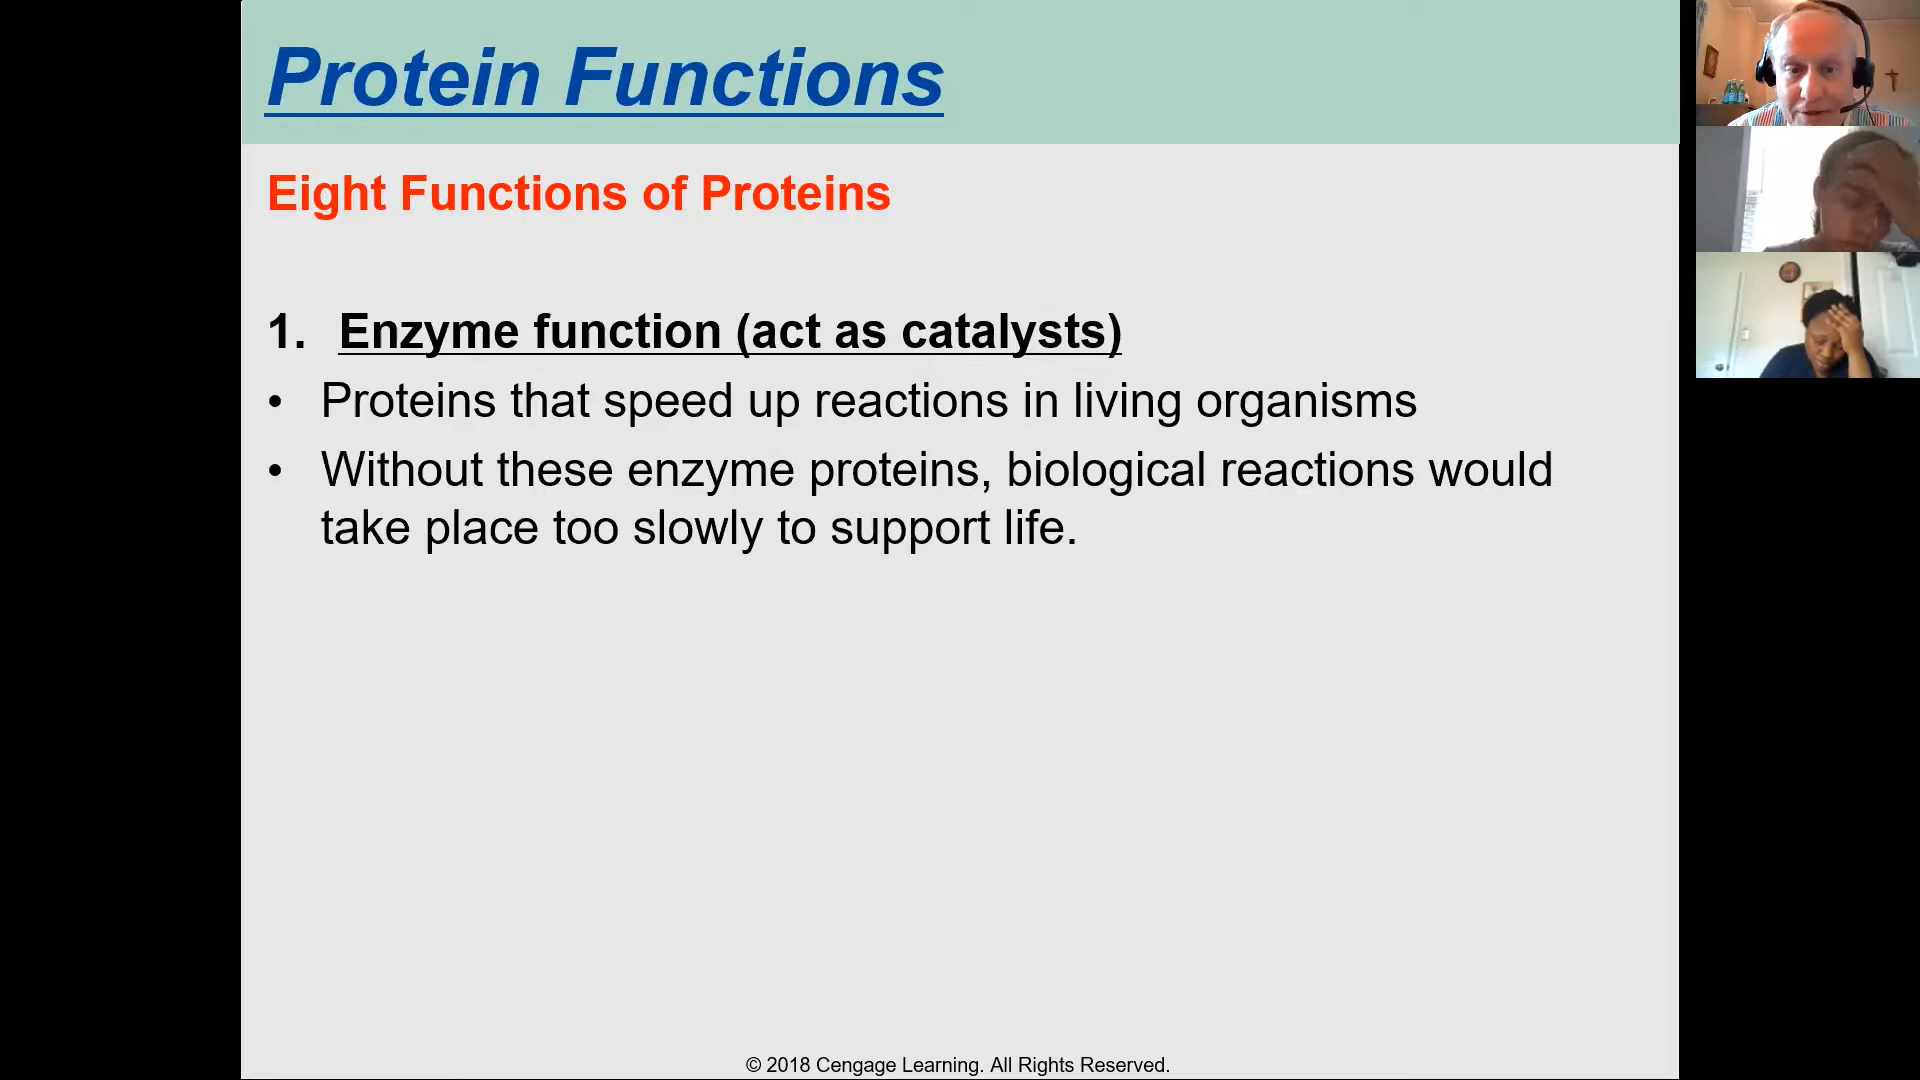 Protein Functions
Eight Functions of Proteins
1. Enzyme function (act as catalysts)
• Proteins that speed up reactions in living organisms
• Without these enzyme proteins, biological reactions would
take place too slowly to support life.
© 2018 Cengage Learning. All Rights Reserved.